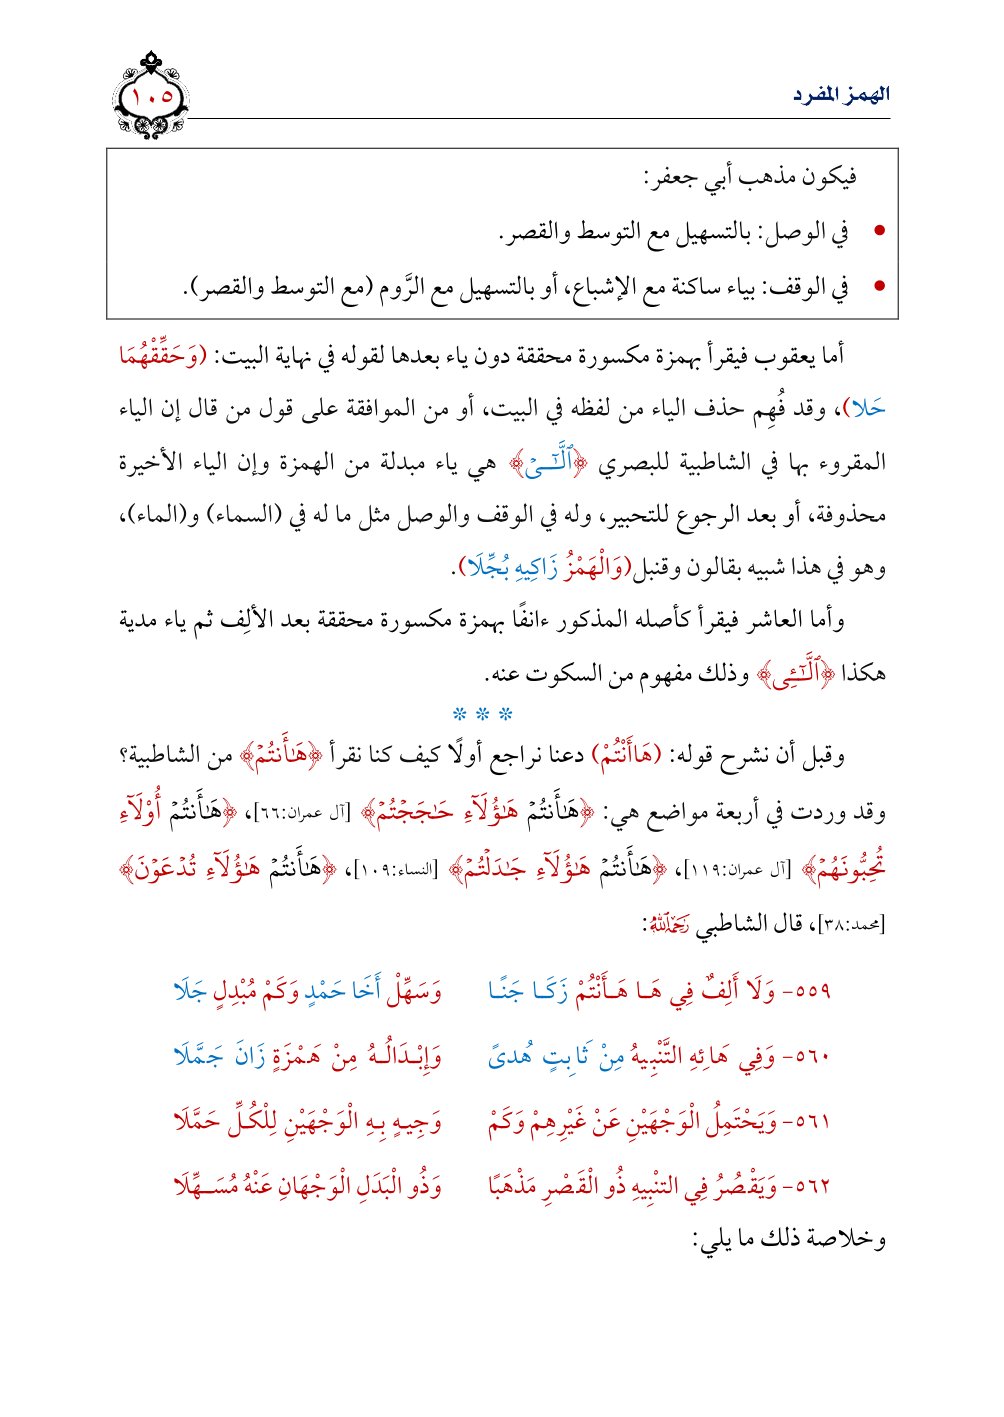 الهمز المفرد
١٠٥
فيكون مذهب أبي جعفر:
• في الوصل: بالتسهيل مع التوسط والقصر.
• في الوقف: بياء ساكنة مع الإشباع، أو بالتسهيل مع الرَّوم (مع التوسط والقصر).
أما يعقوب فيقرأ بهمزة مكسورة محققة دون ياء بعدها لقوله في نهاية البيت: (وَحَقِّقْهُمَا
حَلا)، وقد فُهِم حذف الياء من لفظه في البيت، أو من الموافقة على قول من قال إن الياء
المقروء بها في الشاطبية للبصري ﴿ٱلَّـٰٓـىْ﴾ هي ياء مبدلة من الهمزة وإن الياء الأخيرة
محذوفة، أو بعد الرجوع للتحبير، وله في الوقف والوصل مثل ما له في (السماء) و(الماء)،
وهو في هذا شبيه بقالون وقنبل(وَالْهَمْزُ زَاكِيهِ بُجِّلَا).
وأما العاشر فيقرأ كأصله المذكور ءانفًا بهمزة مكسورة محققة بعد الألِف ثم ياء مدية
هكذا ﴿ٱلَّـٰٓـِٔى﴾ وذلك مفهوم من السكوت عنه.
* * *
وقبل أن نشرح قوله: (هَاأَنْتُمْ) دعنا نراجع أولًا كيف كنا نقرأ ﴿هَـٰٓأَنتُمْ﴾ من الشاطبية؟
وقد وردت في أربعة مواضع هي: ﴿هَـٰٓأَنتُمْ هَـٰٓؤُلَآءِ حَـٰجَجْتُمْ﴾ [آل عمران:٦٦]، ﴿هَـٰٓأَنتُمْ أُوْلَآءِ
تُحِبُّونَهُمْ﴾ [آل عمران:١١٩]، ﴿هَـٰٓأَنتُمْ هَـٰٓؤُلَآءِ جَـٰدَلْتُمْ﴾ [النساء:١٠٩]، ﴿هَـٰٓأَنتُمْ هَـٰٓؤُلَآءِ تُدْعَوْنَ﴾
[محمد:٣٨]، قال الشاطبي رَحِمَهُ ٱللَّهُ:
٥٥٩- وَلَا أَلِفٌ فِي هَـا هَـأَنْتُمْ زَكَـا جَنًـا وَسَهِّلْ أَخَا حَمْدٍ وَكَمْ مُبْدِلٍ جَلَا
٥٦٠- وَفِي هَائِهِ التَّنْبِيهُ مِنْ ثَابِتٍ هُدىً وَإِبْـدَالُـهُ مِنْ هَـمْزَةٍ زَانَ جَمَّلَا
٥٦١- وَيَحْتَمِلُ الْوَجْهَيْنِ عَنْ غَيْرِهِمْ وَكَمْ وَجِيـهٍ بِـهِ الْوَجْهَيْنِ لِلْكُـلِّ حَمَّلَا
٥٦٢- وَيَقْصُرُ فِي التنْبِيهِ ذُو الْقَصْرِ مَذْهَبًا وَذُو الْبَدَلِ الْوَجْهَانِ عَنْهُ مُسَـهِّلَا
وخلاصة ذلك ما يلي: